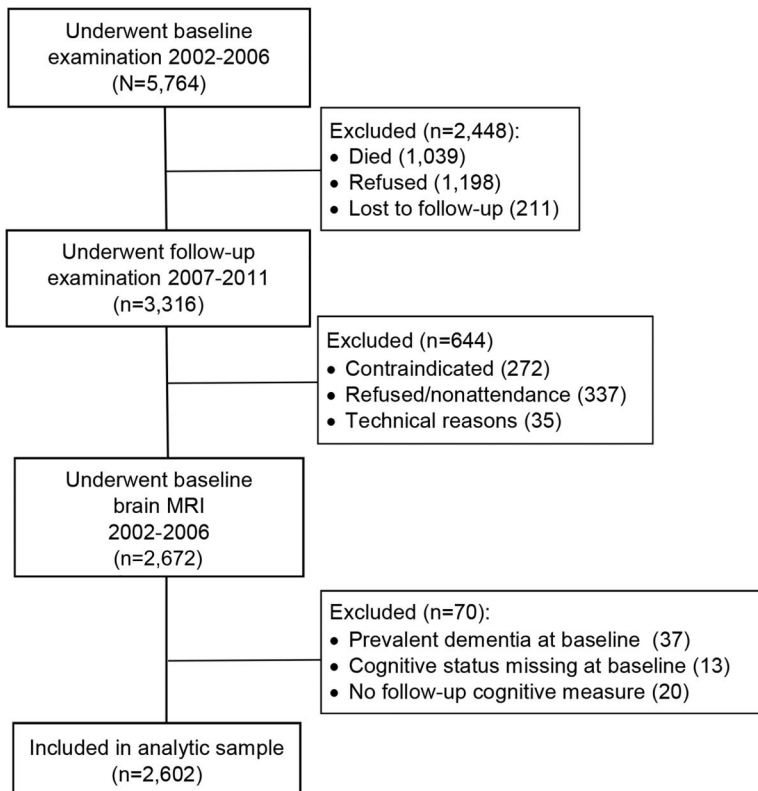 Underwent baseline
examination 2002-2006
(N=5,764)
Excluded (n=2,448):
• Died (1,039)
• Refused (1,198)
• Lost to follow-up (211)
Underwent follow-up
examination 2007-2011
(n=3,316)
Excluded (n=644)
• Contraindicated (272)
• Refused/nonattendance (337)
• Technical reasons (35)
Underwent baseline
brain MRI
2002-2006
(n=2,672)
Excluded (n=70):
• Prevalent dementia at baseline (37)
• Cognitive status missing at baseline (13)
• No follow-up cognitive measure (20)
Included in analytic sample
(n=2,602)